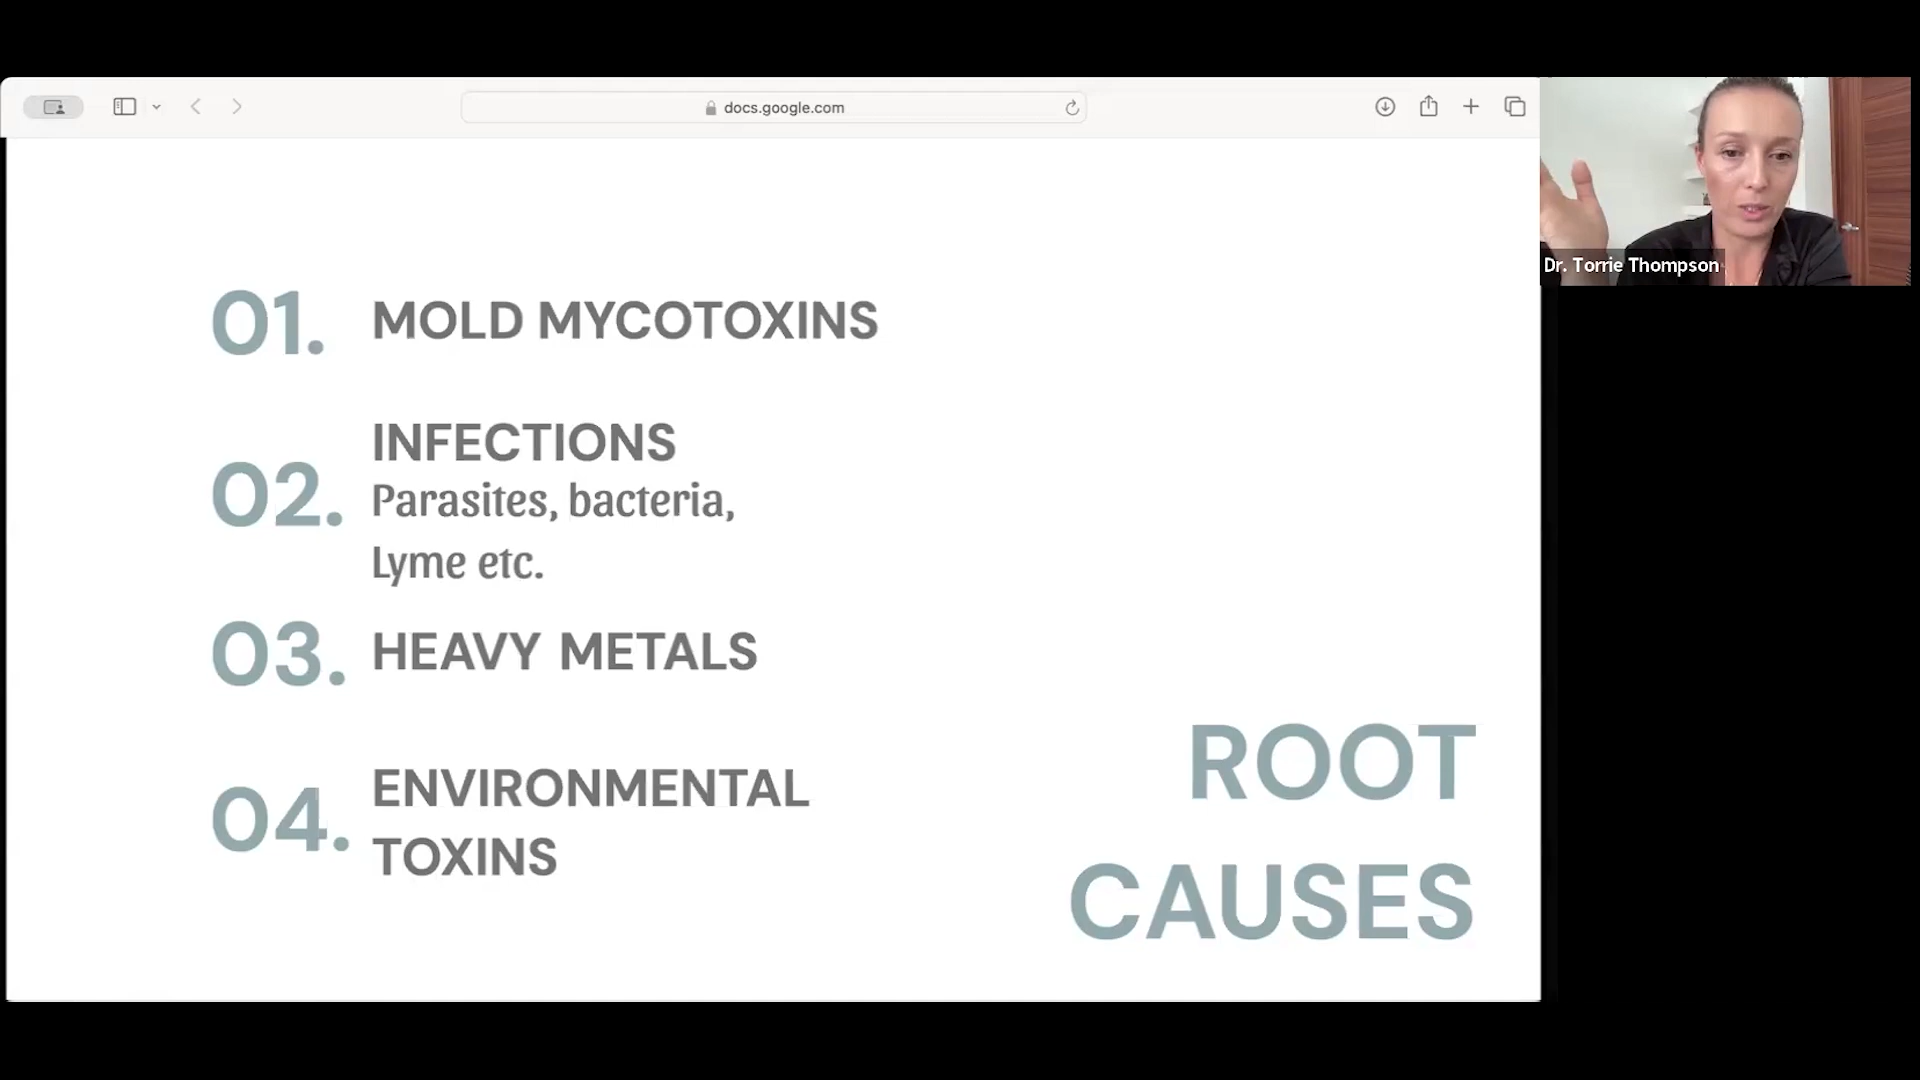 docs.google.com
Dr. Torrie Thompson
01. MOLD MYCOTOXINS
02. INFECTIONS
Parasites, bacteria,
Lyme etc.
03. HEAVY METALS
04. ENVIRONMENTAL
TOXINS
ROOT
CAUSES